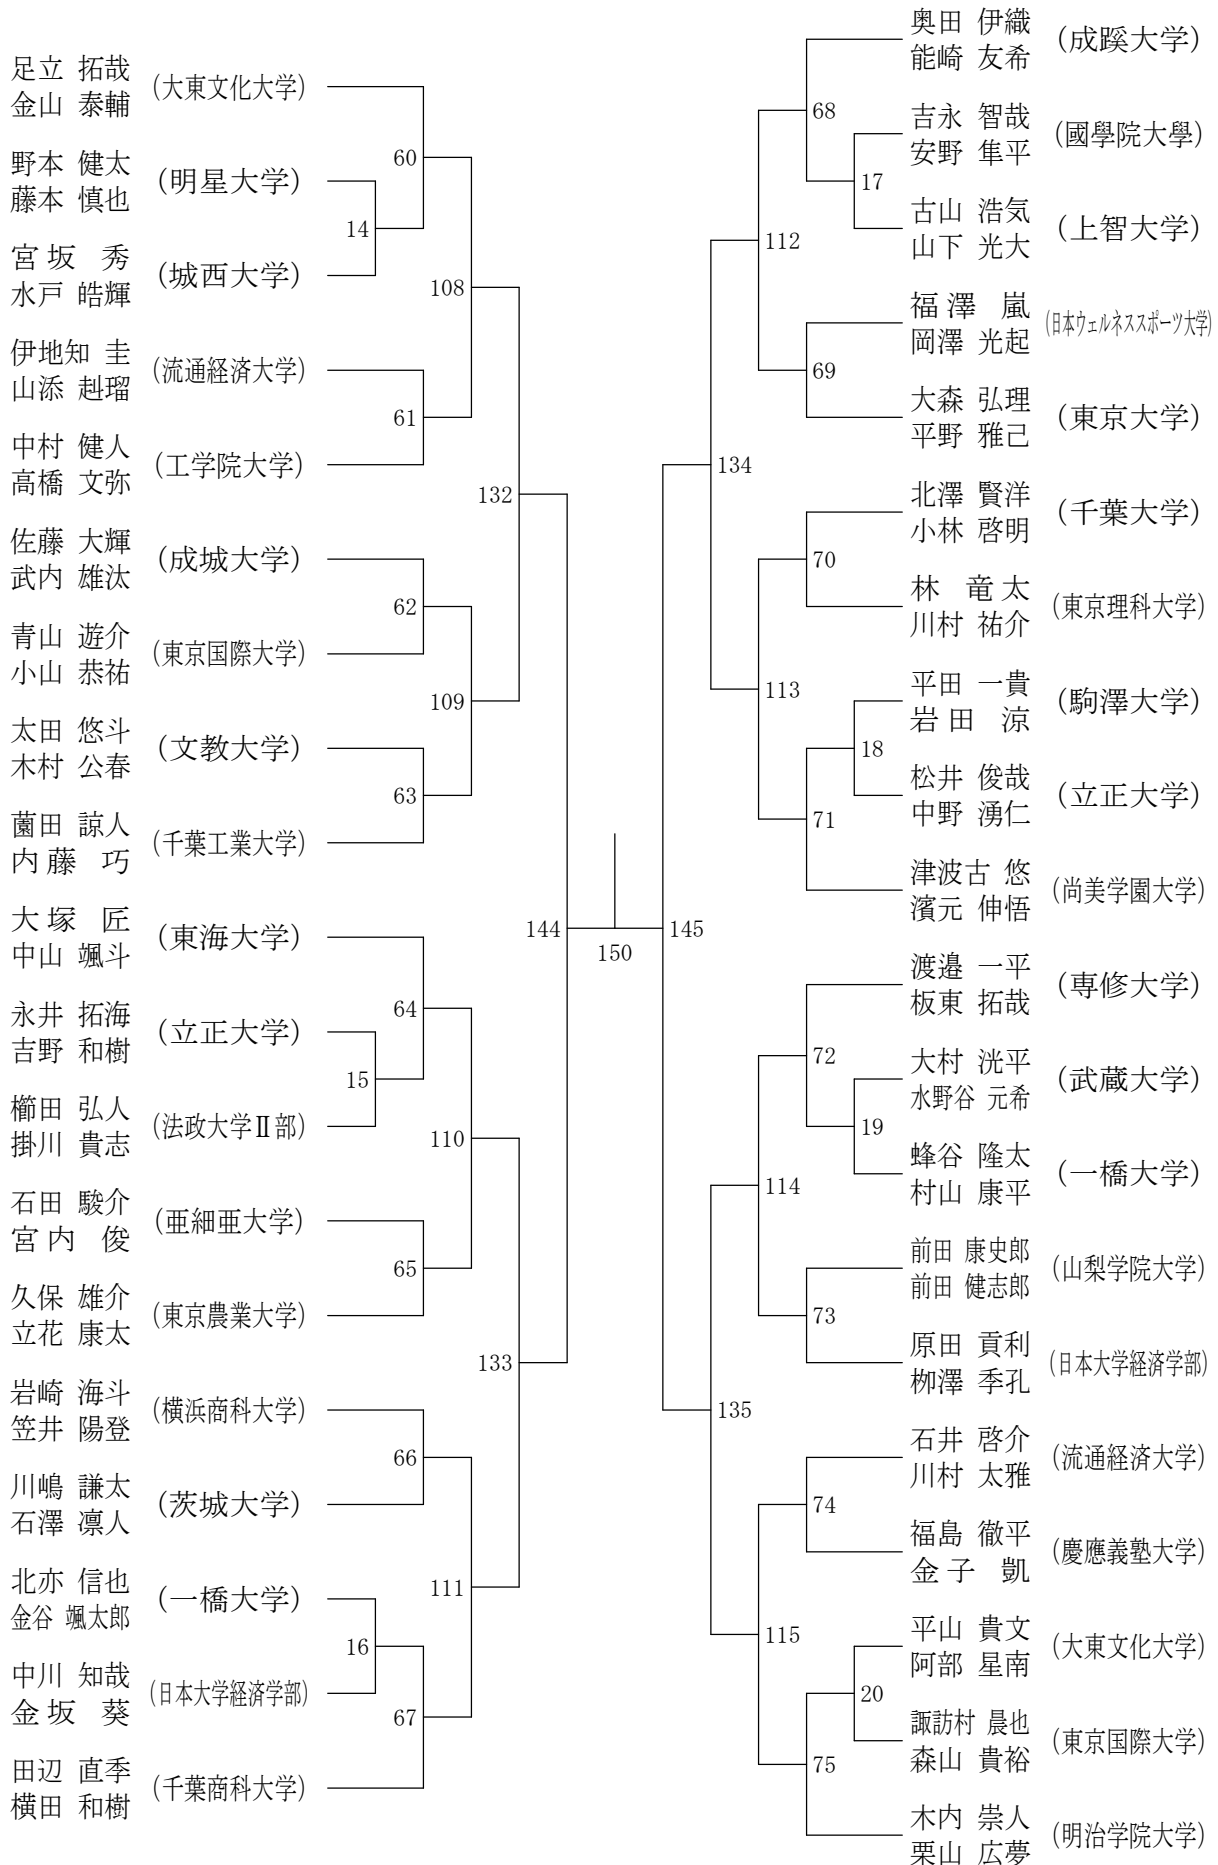 足立 拓哉
金山 泰輔
(大東文化大学)
野本 健太
藤本 慎也
(明星大学)
宮坂 秀
水戸 皓輝
(城西大学)
伊地知 圭
山添 赳瑠
(流通経済大学)
中村 健人
高橋 文弥
(工学院大学)
佐藤 大輝
武内 雄汰
(成城大学)
青山 遊介
小山 恭祐
(東京国際大学)
太田 悠斗
木村 公春
(文教大学)
薗田 諒人
内藤 巧
(千葉工業大学)
大塚 匠
中山 颯斗
(東海大学)
永井 拓海
吉野 和樹
(立正大学)
櫛田 弘人
掛川 貴志
(法政大学Ⅱ部)
石田 駿介
宮内 俊
(亜細亜大学)
久保 雄介
立花 康太
(東京農業大学)
岩崎 海斗
笠井 陽登
(横浜商科大学)
川嶋 謙太
石澤 凛人
(茨城大学)
北亦 信也
金谷 颯太郎
(一橋大学)
中川 知哉
金坂 葵
(日本大学経済学部)
田辺 直季
横田 和樹
(千葉商科大学)
14
15
16
60
61
62
63
64
65
66
67
108
109
110
111
132
133
144
150
145
134
135
112
113
114
115
68
69
70
71
72
73
74
75
17
18
19
20
奥田 伊織
能崎 友希
(成蹊大学)
吉永 智哉
安野 隼平
(國學院大學)
古山 浩気
山下 光大
(上智大学)
福澤 嵐
岡澤 光起
(日本ウェルネススポーツ大学)
大森 弘理
平野 雅己
(東京大学)
北澤 賢洋
小林 啓明
(千葉大学)
林 竜太
川村 祐介
(東京理科大学)
平田 一貴
岩田 涼
(駒澤大学)
松井 俊哉
中野 湧仁
(立正大学)
津波古 悠
濱元 伸悟
(尚美学園大学)
渡邉 一平
板東 拓哉
(専修大学)
大村 洸平
水野谷 元希
(武蔵大学)
蜂谷 隆太
村山 康平
(一橋大学)
前田 康史郎
前田 健志郎
(山梨学院大学)
原田 貢利
栁澤 季孔
(日本大学経済学部)
石井 啓介
川村 太雅
(流通経済大学)
福島 徹平
金子 凱
(慶應義塾大学)
平山 貴文
阿部 星南
(大東文化大学)
諏訪村 晨也
森山 貴裕
(東京国際大学)
木内 崇人
栗山 広夢
(明治学院大学)